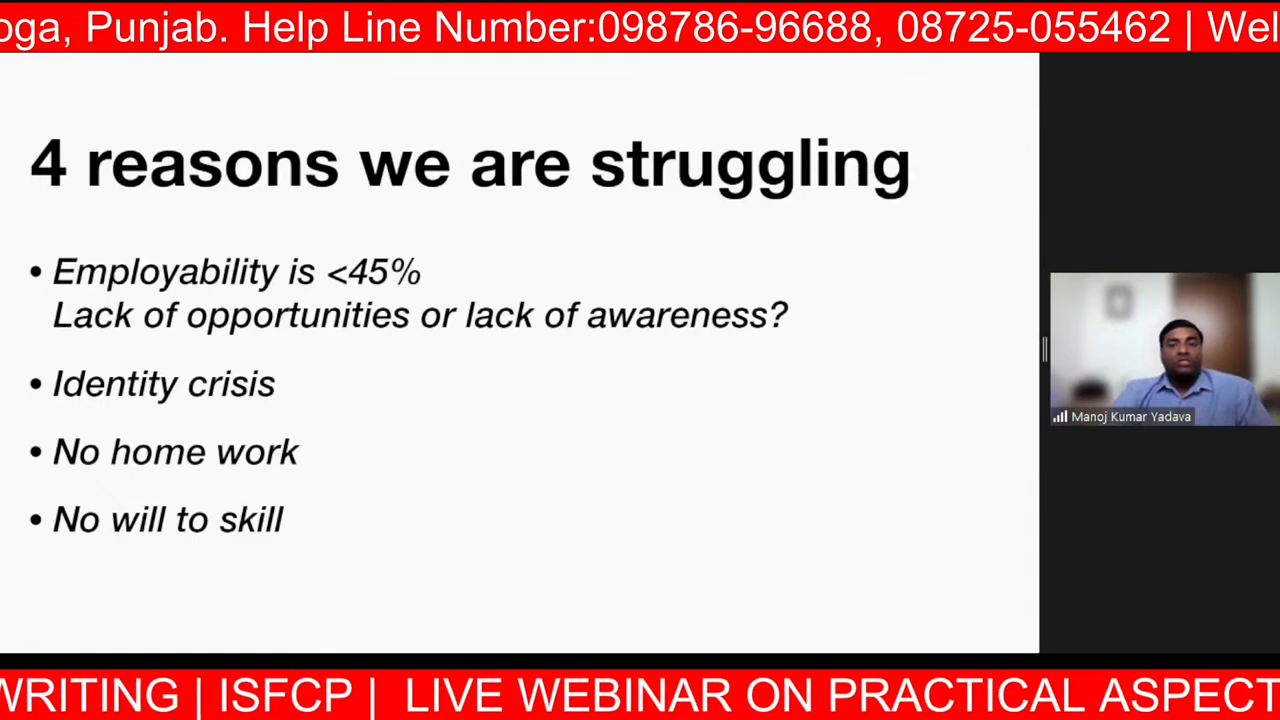 oga, Punjab. Help Line Number:098786-96688, 08725-055462 | Wel
4 reasons we are struggling
• Employability is <45%
Lack of opportunities or lack of awareness?
• Identity crisis
• No home work
• No will to skill
Manoj Kumar Yadava
WRITING | ISFCP | LIVE WEBINAR ON PRACTICAL ASPECT